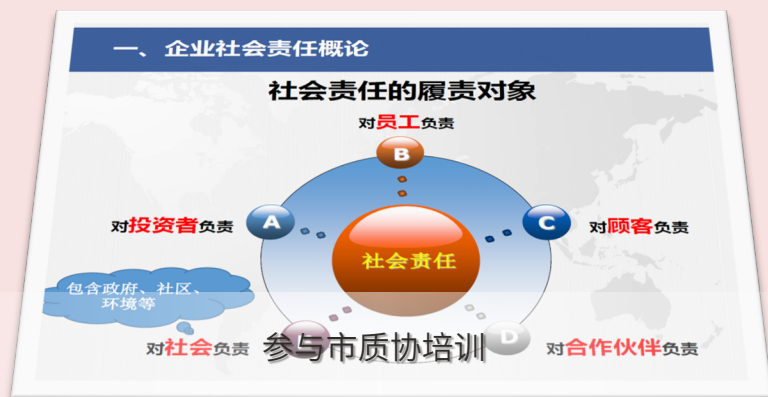 一、企业社会责任概论
社会责任的履责对象
对员工负责
B
对投资者负责
A
C
对顾客负责
社会责任
包含政府、社区、
环境等
对社会负责
参与市质协培训
D
对合作伙伴负责